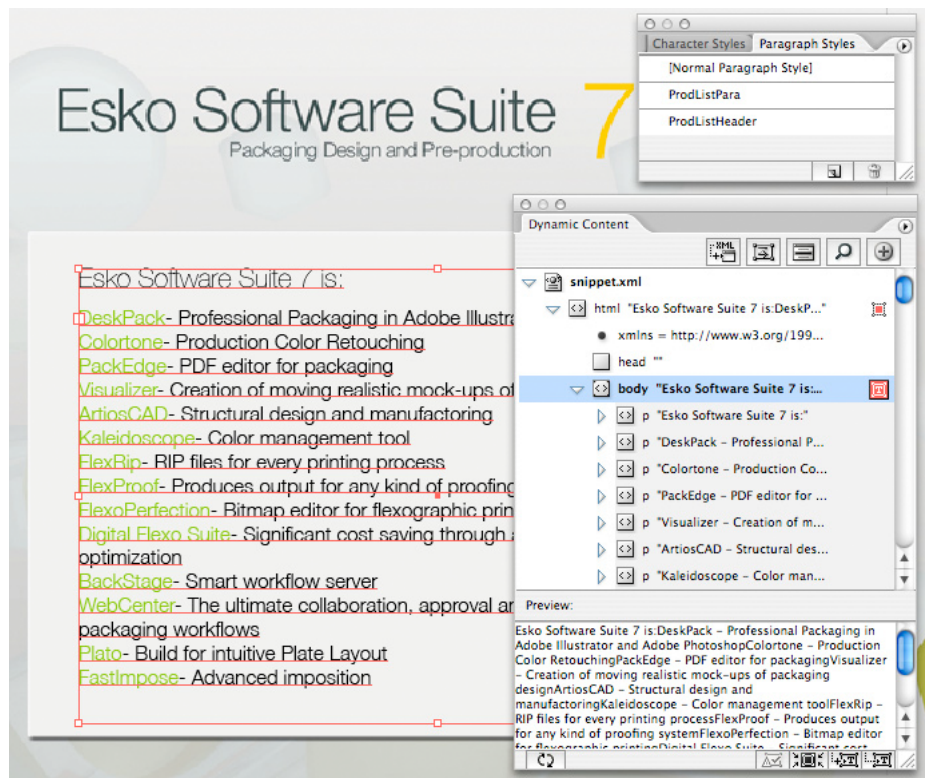 Character Styles Paragraph Styles
[Normal Paragraph Style]
ProdListPara
ProdListHeader
Esko Software Suite 7
Packaging Design and Pre-production
Esko Software Suite 7 is:
DeskPack- Professional Packaging in Adobe Illustra
Colortone- Production Color Retouching
PackEdge- PDF editor for packaging
Visualizer- Creation of moving realistic mock-ups of
ArtiosCAD- Structural design and manufactoring
Kaleidoscope- Color management tool
FlexRip- RIP files for every printing process
FlexProof- Produces output for any kind of proofing
FlexoPerfection- Bitmap editor for flexographic prin
Digital Flexo Suite- Significant cost saving through
optimization
BackStage- Smart workflow server
WebCenter- The ultimate collaboration, approval ar
packaging workflows
Plato- Build for intuitive Plate Layout
FastImpose- Advanced imposition
Dynamic Content
XML
snippet.xml
html "Esko Software Suite 7 is:DeskP..."
xmlns = http://www.w3.org/199...
head ""
body "Esko Software Suite 7 is:...
p "Esko Software Suite 7 is:"
p "DeskPack – Professional P...
p "Colortone – Production Co...
p "PackEdge – PDF editor for ...
p "Visualizer – Creation of m...
p "ArtiosCAD – Structural des...
p "Kaleidoscope – Color man...
Preview:
Esko Software Suite 7 is:DeskPack – Professional Packaging in
Adobe Illustrator and Adobe PhotoshopColortone – Production
Color RetouchingPackEdge – PDF editor for packagingVisualizer
– Creation of moving realistic mock-ups of packaging
designArtiosCAD – Structural design and
manufactoringKaleidoscope – Color management toolFlexRip –
RIP files for every printing processFlexProof – Produces output
for any kind of proofing systemFlexoPerfection – Bitmap editor
for flexographic printingDigital Flexo Suite – Significant cost